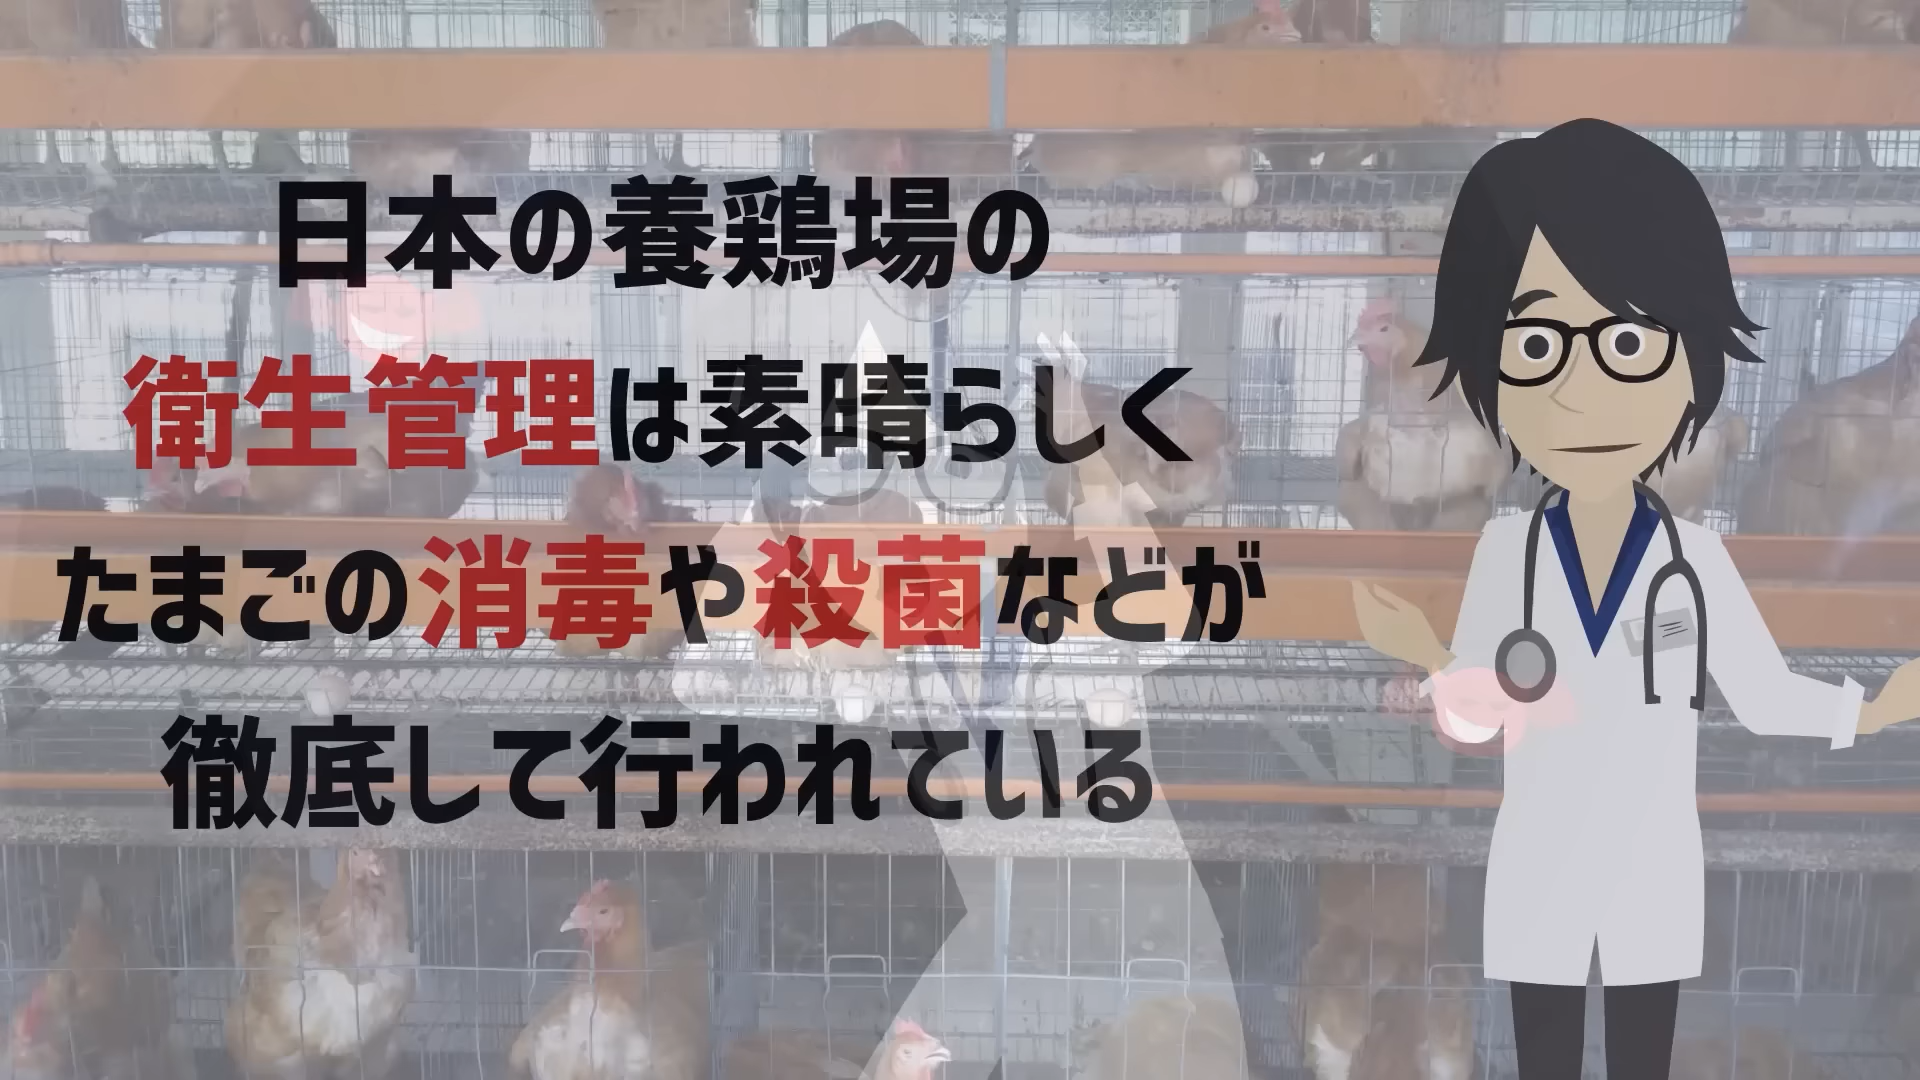 日本の養鶏場の
衛生管理は素晴らしく
たまごの消毒や殺菌などが
徹底して行われている